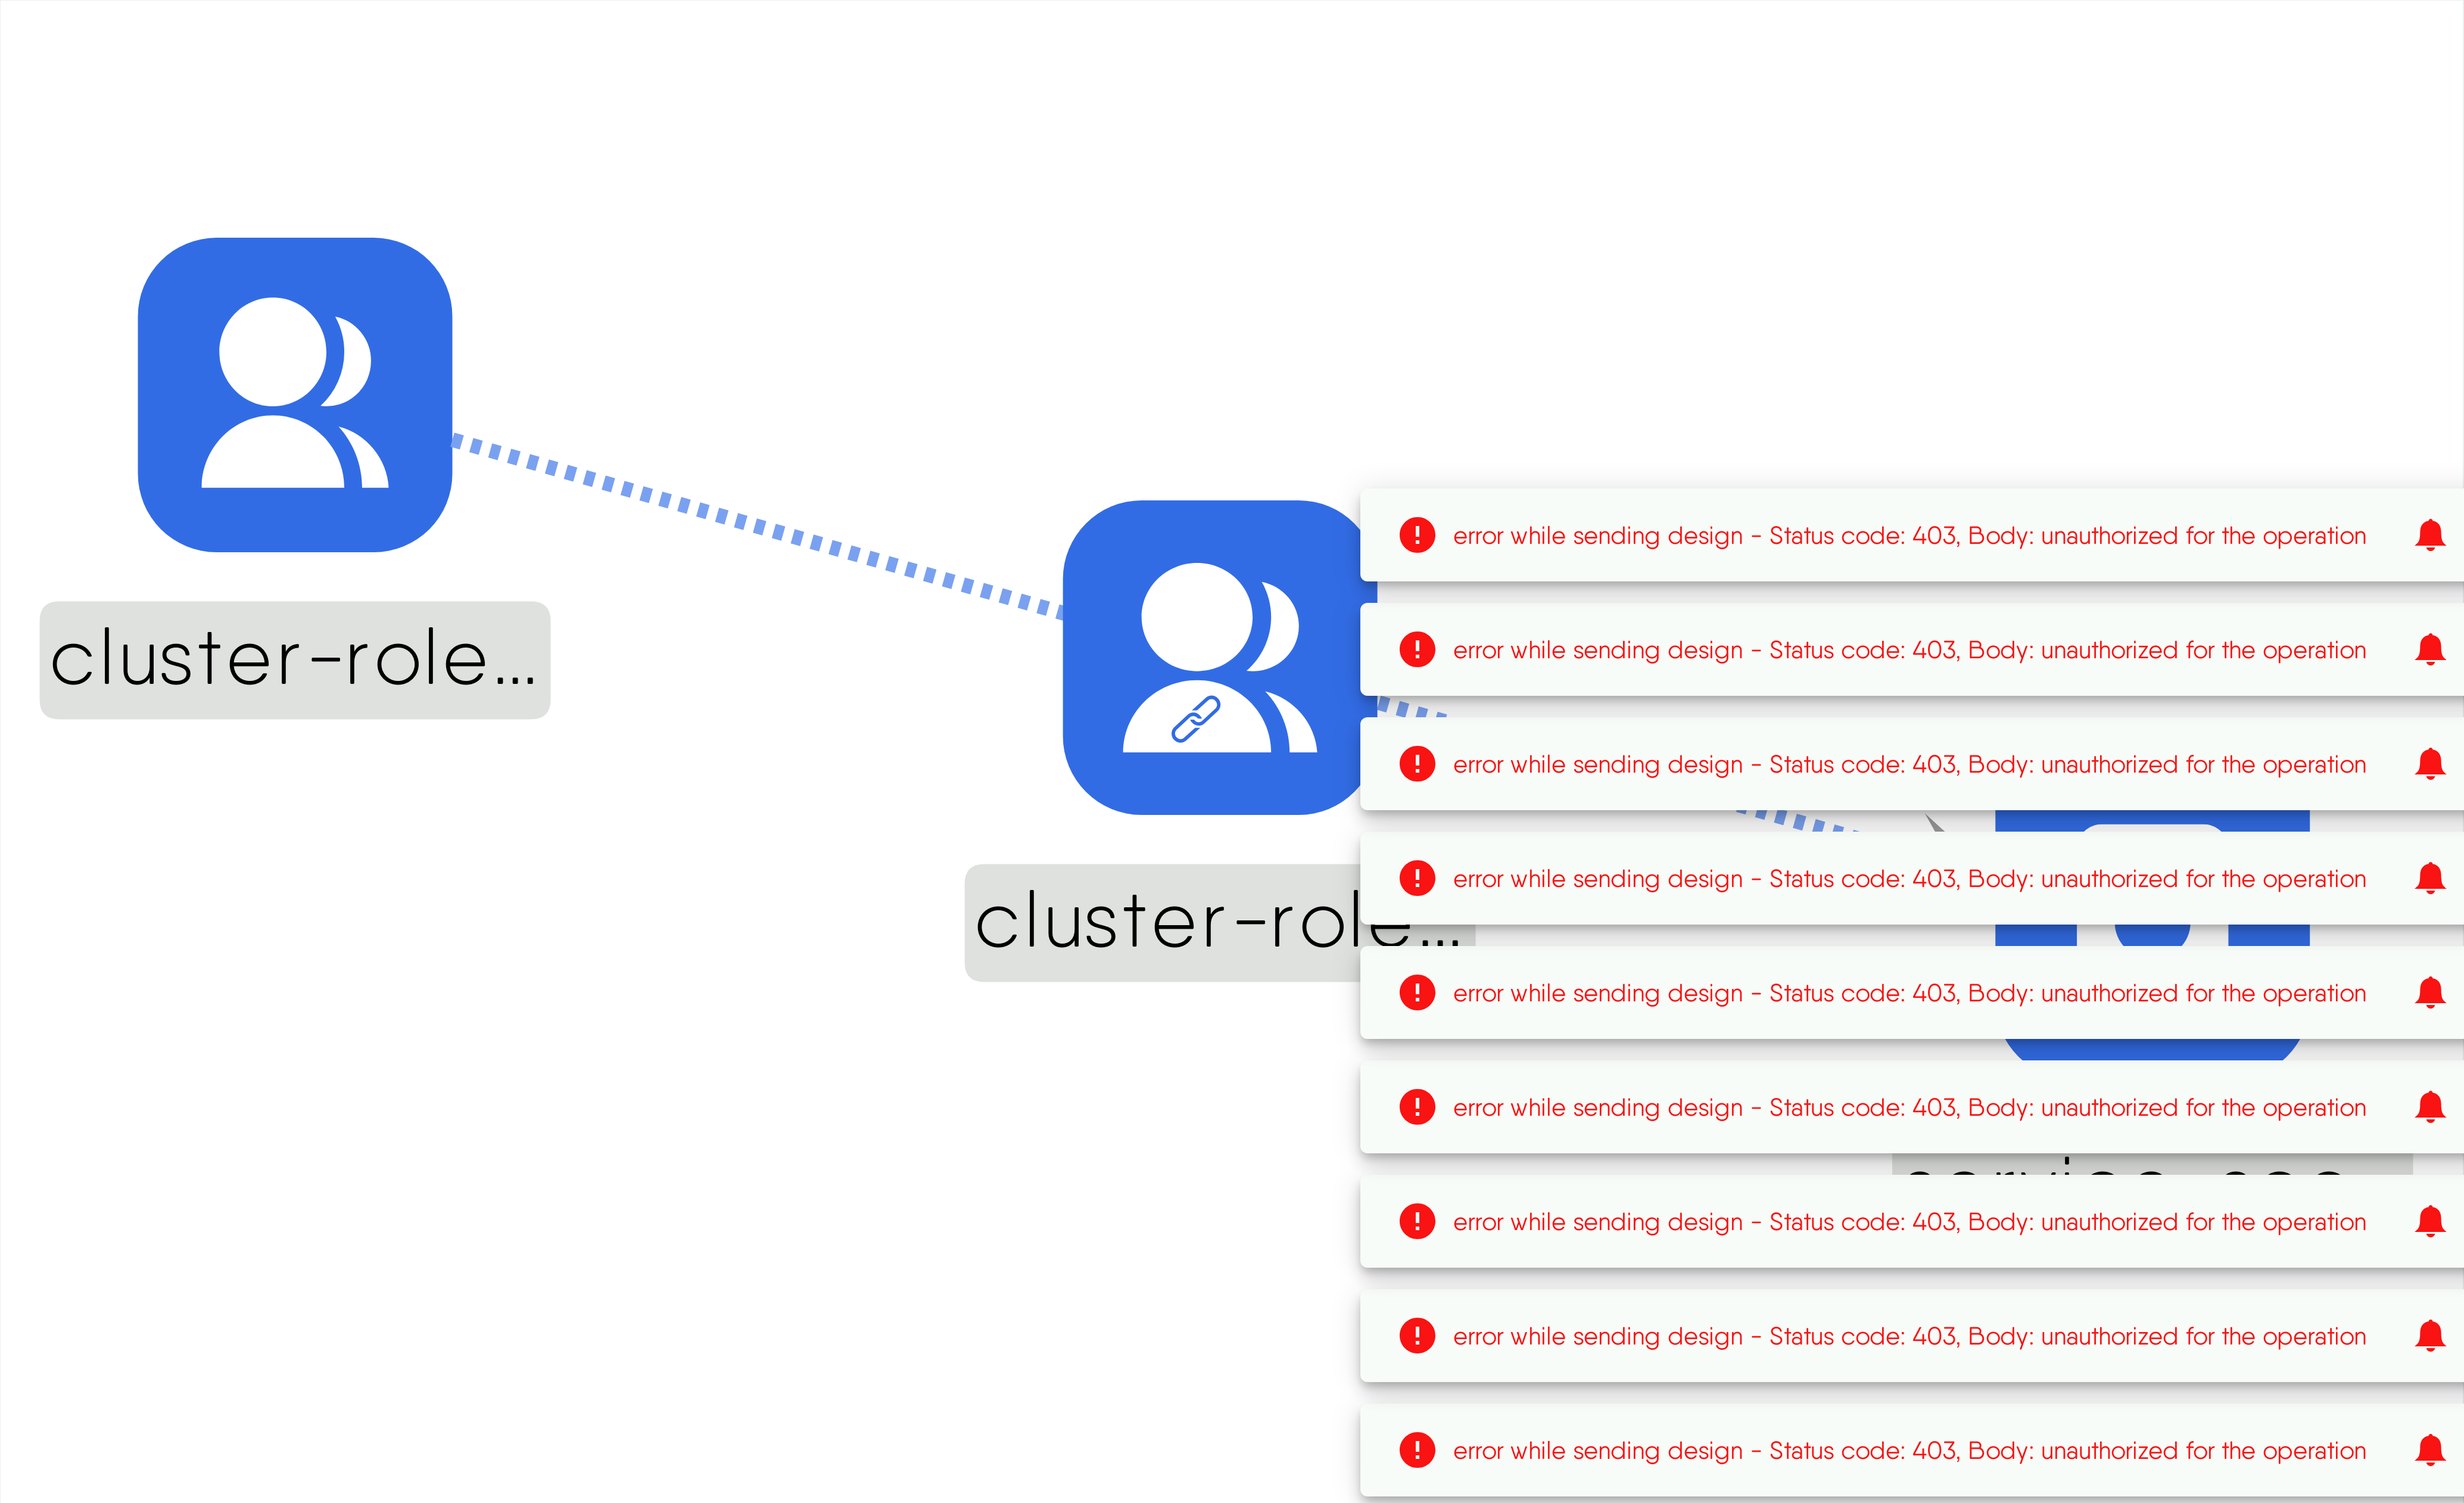 cluster-role...
error while sending design - Status code: 403, Body: unauthorized for the operation
error while sending design - Status code: 403, Body: unauthorized for the operation
error while sending design - Status code: 403, Body: unauthorized for the operation
error while sending design - Status code: 403, Body: unauthorized for the operation
cluster-role...
error while sending design - Status code: 403, Body: unauthorized for the operation
error while sending design - Status code: 403, Body: unauthorized for the operation
error while sending design - Status code: 403, Body: unauthorized for the operation
error while sending design - Status code: 403, Body: unauthorized for the operation
error while sending design - Status code: 403, Body: unauthorized for the operation